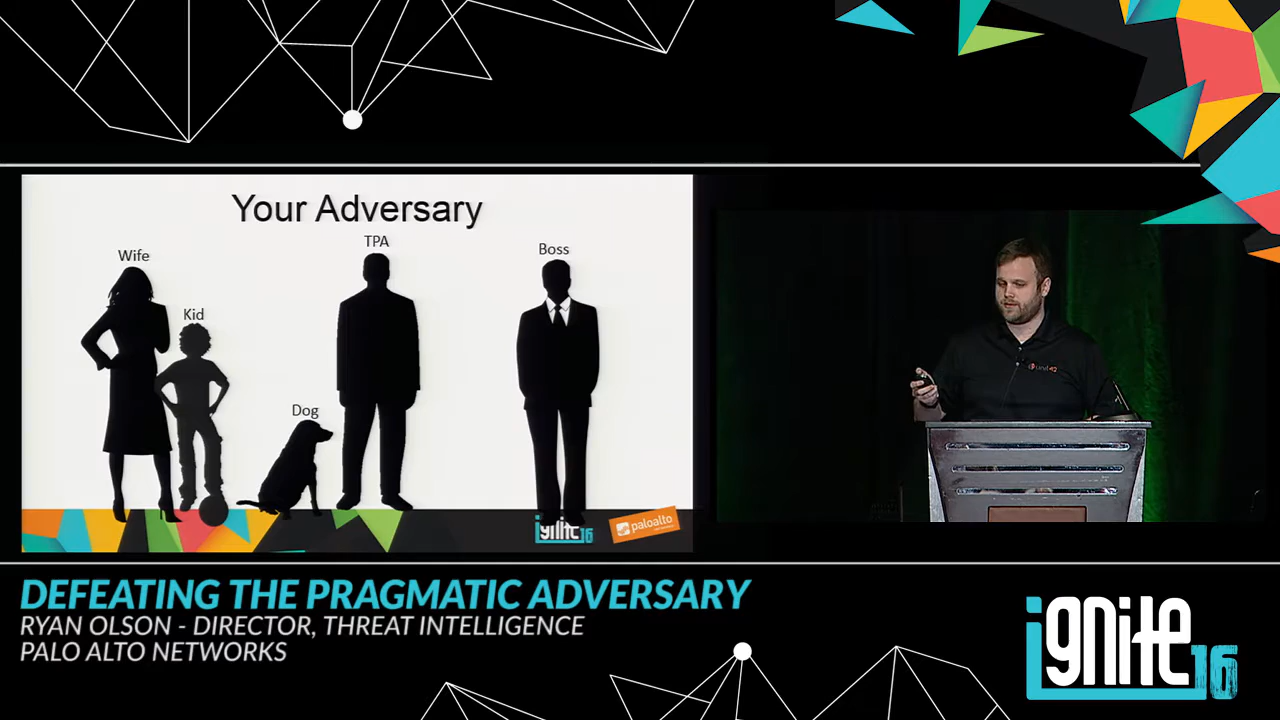 Your Adversary
Wife
Kid
Dog
TPA
Boss
ignite16
paloalto
DEFEATING THE PRAGMATIC ADVERSARY
RYAN OLSON - DIRECTOR, THREAT INTELLIGENCE
PALO ALTO NETWORKS
ignite16